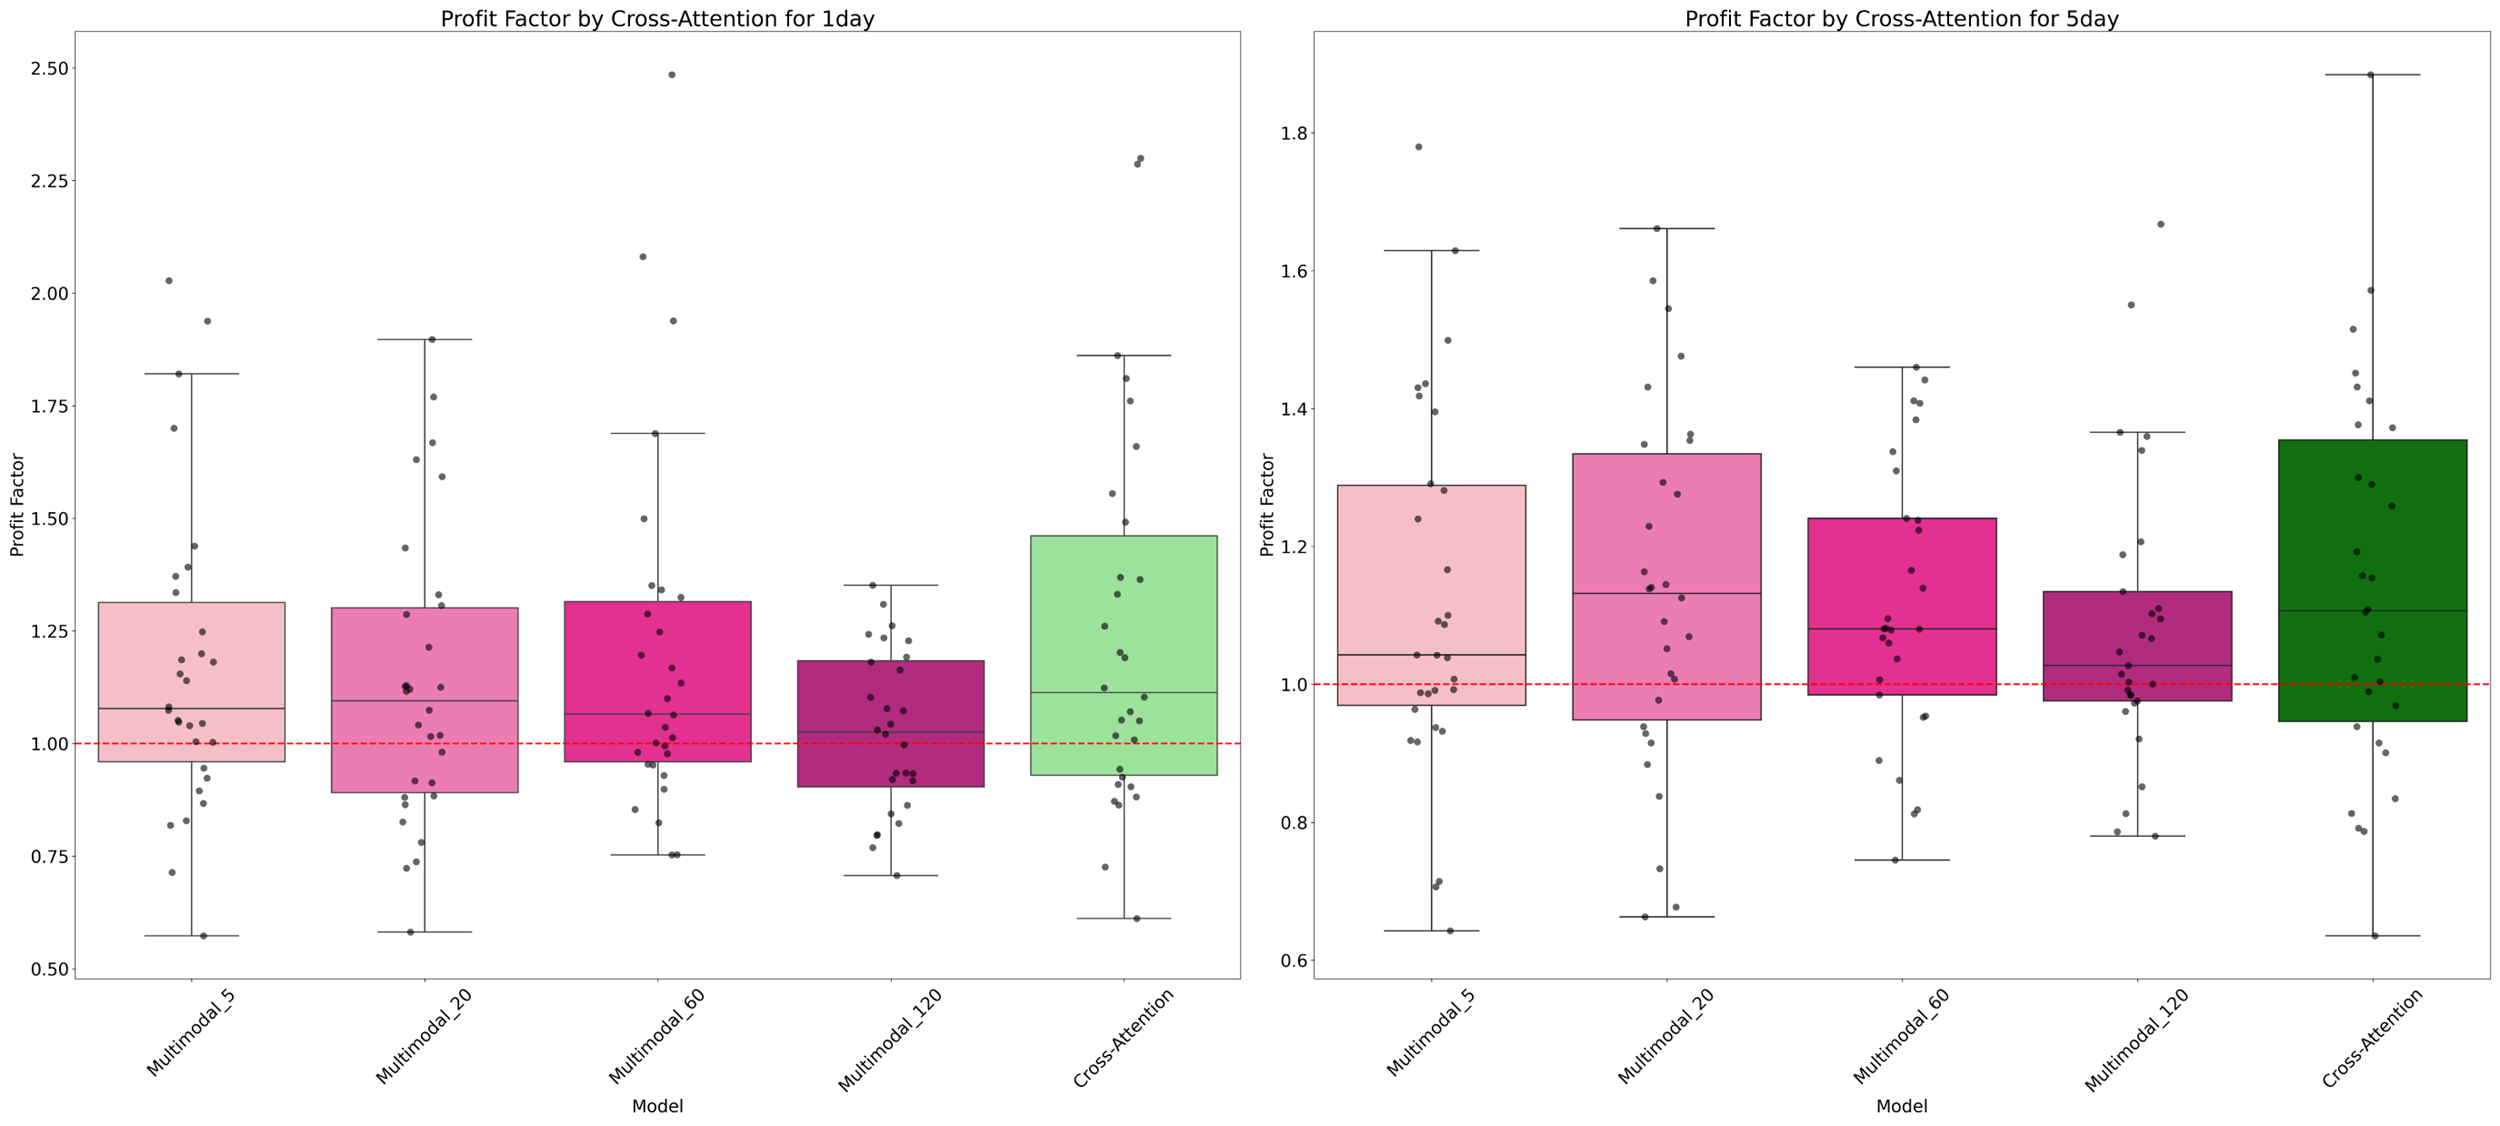 Profit Factor by Cross-Attention for 1day
Profit Factor
2.50
2.25
2.00
1.75
1.50
1.25
1.00
0.75
0.50
Multimodal_5
Multimodal_20
Multimodal_60
Multimodal_120
Cross-Attention
Model
Profit Factor by Cross-Attention for 5day
Profit Factor
1.8
1.6
1.4
1.2
1.0
0.8
0.6
Multimodal_5
Multimodal_20
Multimodal_60
Multimodal_120
Cross-Attention
Model